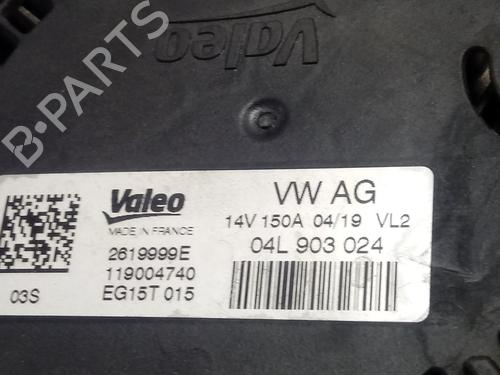 Valeo
B-PARTS
Valeo
MADE IN FRANCE
2619999E
119004740
EG15T 015
03S
VW AG
14V 150A 04/19 VL2
04L 903 024